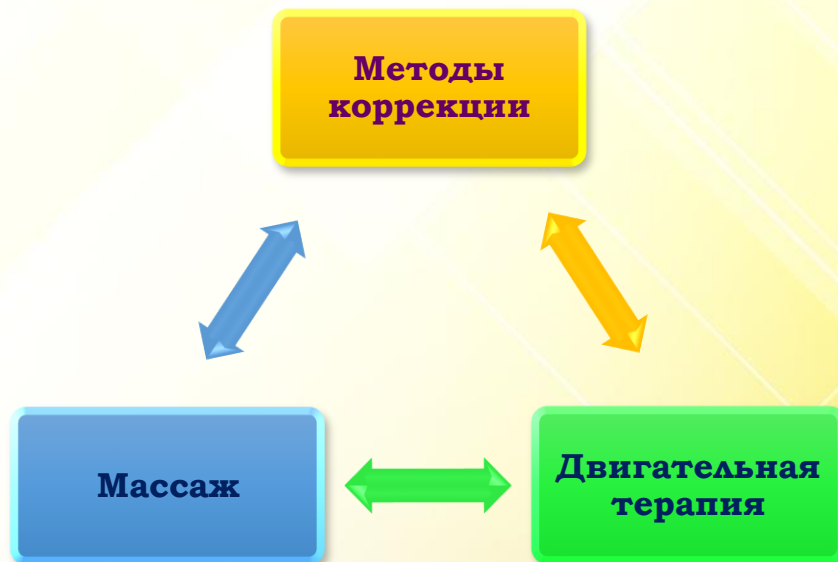 Методы
коррекции
Массаж
Двигательная
терапия